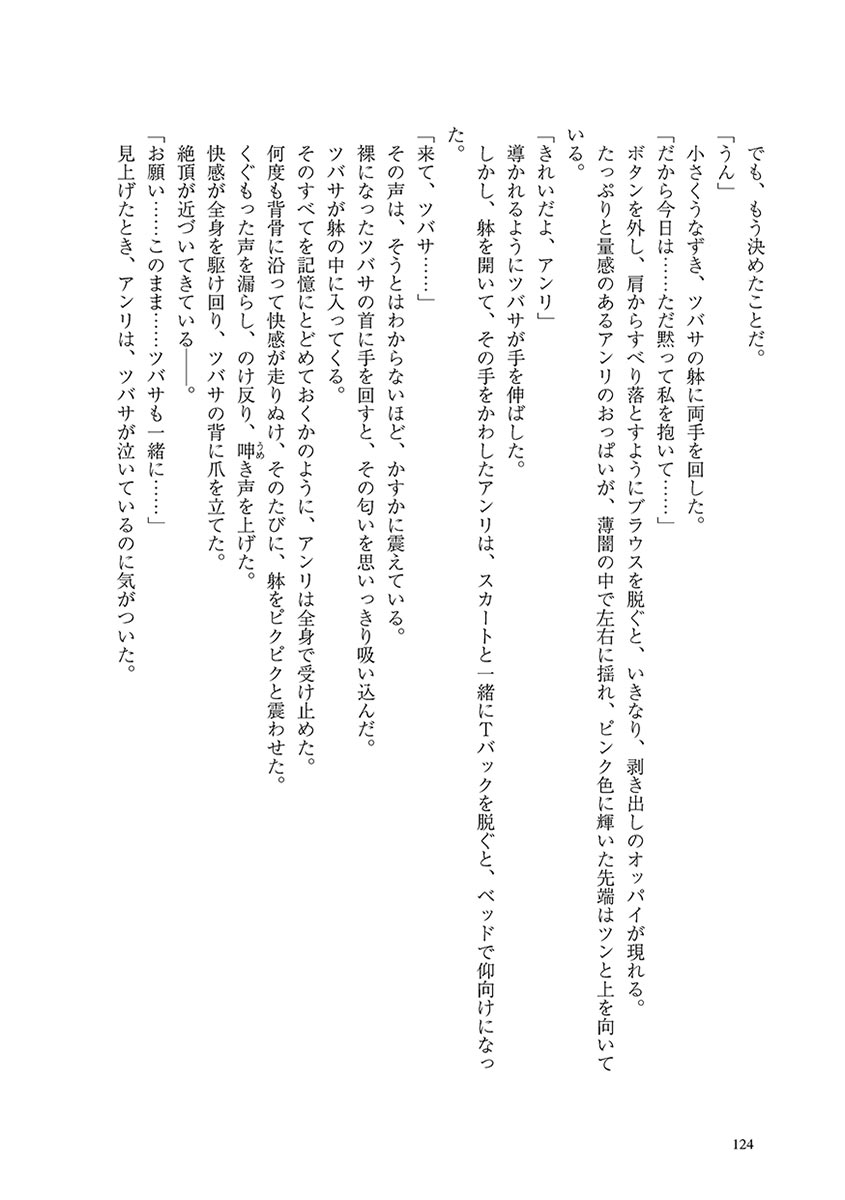 でも、もう決めたことだ。
「うん」
小さくうなずき、ツバサの躰に両手を回した。
「だから今日は……ただ黙って私を抱いて……」
ボタンを外し、肩からすべり落とすようにブラウスを脱ぐと、いきなり、剥き出しのオッパイが現れる。
たっぷりと量感のあるアンリのおっぱいが、薄闇の中で左右に揺れ、ピンク色に輝いた先端はツンと上を向いて
いる。
「きれいだよ、アンリ」
導かれるようにツバサが手を伸ばした。
しかし、躰を開いて、その手をかわしたアンリは、スカートと一緒にTバックを脱ぐと、ベッドで仰向けになっ
た。
「来て、ツバサ……」
その声は、そうとはわからないほど、かすかに震えている。
裸になったツバサの首に手を回すと、その匂いを思いっきり吸い込んだ。
ツバサが躰の中に入ってくる。
そのすべてを記憶にとどめておくかのように、アンリは全身で受け止めた。
何度も背骨に沿って快感が走りぬけ、そのたびに、躰をピクピクと震わせた。
くぐもった声を漏らし、のけ反り、呻き声を上げた。
快感が全身を駆け回り、ツバサの背に爪を立てた。
絶頂が近づいてきている――。
「お願い……このまま……ツバサも一緒に……」
見上げたとき、アンリは、ツバサが泣いているのに気がついた。
124